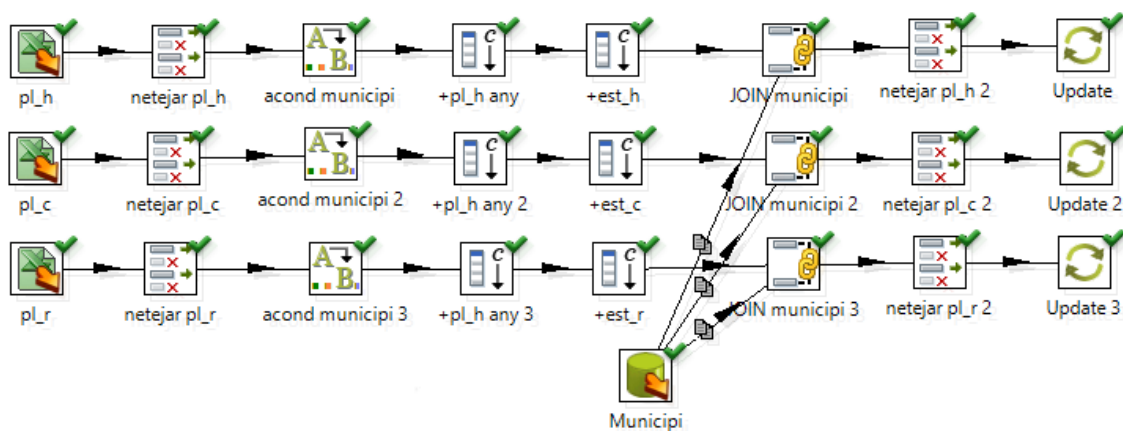 pl_h netejar pl_h acond municipi +pl_h any +est_h JOIN municipi netejar pl_h 2 Update
pl_c netejar pl_c acond municipi 2 +pl_h any 2 +est_c JOIN municipi 2 netejar pl_c 2 Update 2
pl_r netejar pl_r acond municipi 3 +pl_h any 3 +est_r JOIN municipi 3 netejar pl_r 2 Update 3
Municipi